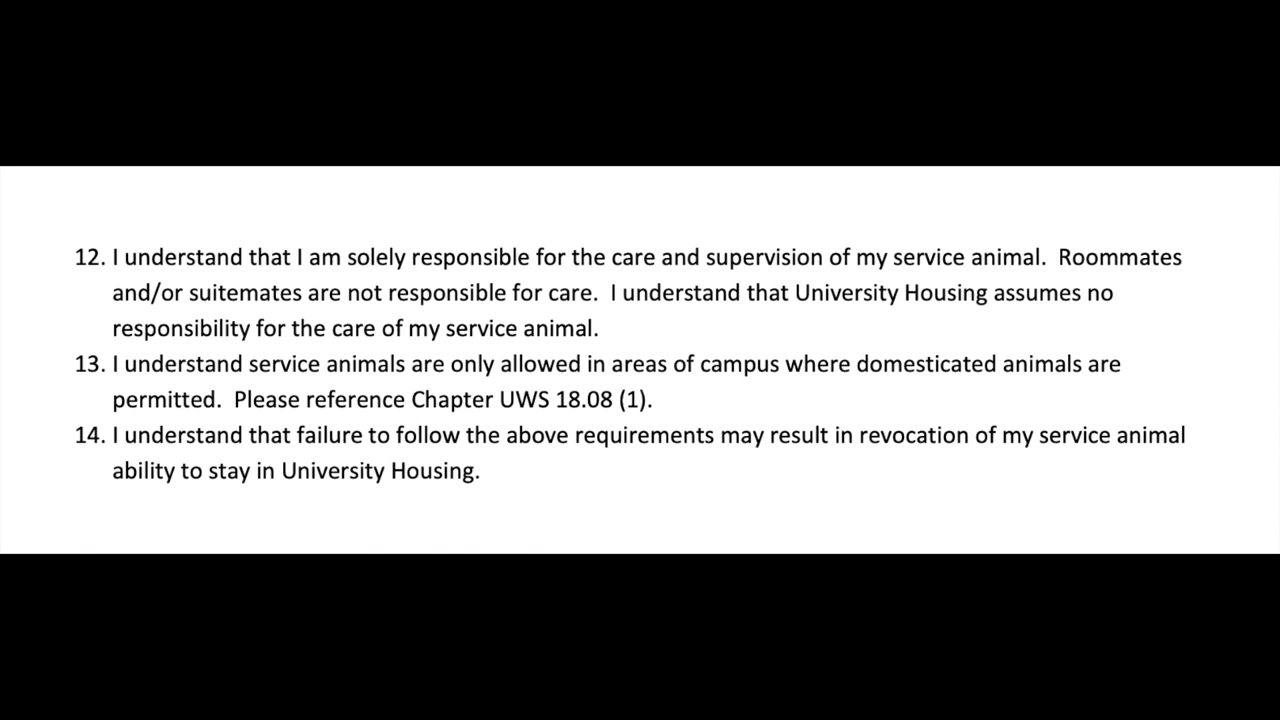 12. I understand that I am solely responsible for the care and supervision of my service animal.  Roommates
and/or suitemates are not responsible for care.  I understand that University Housing assumes no
responsibility for the care of my service animal.
13. I understand service animals are only allowed in areas of campus where domesticated animals are
permitted.  Please reference Chapter UWS 18.08 (1).
14. I understand that failure to follow the above requirements may result in revocation of my service animal
ability to stay in University Housing.